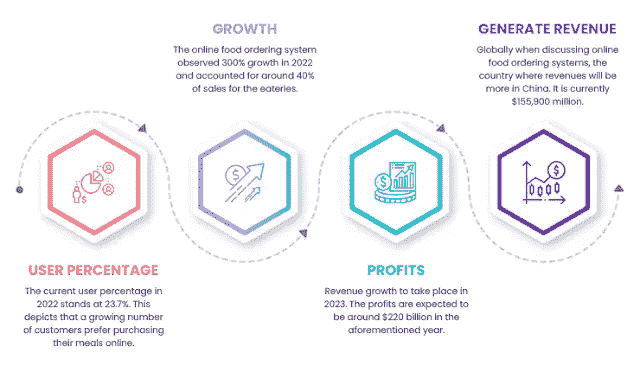 GROWTH
The online food ordering system
observed 300% growth in 2022
and accounted for around 40%
of sales for the eateries.
GENERATE REVENUE
Globally when discussing online
food ordering systems, the
country where revenues will be
more in China. It is currently
$155,900 million.
USER PERCENTAGE
The current user percentage in
2022 stands at 23.7%. This
depicts that a growing number
of customers prefer purchasing
their meals online.
PROFITS
Revenue growth to take place in
2023. The profits are expected to
be around $220 billion in the
aforementioned year.